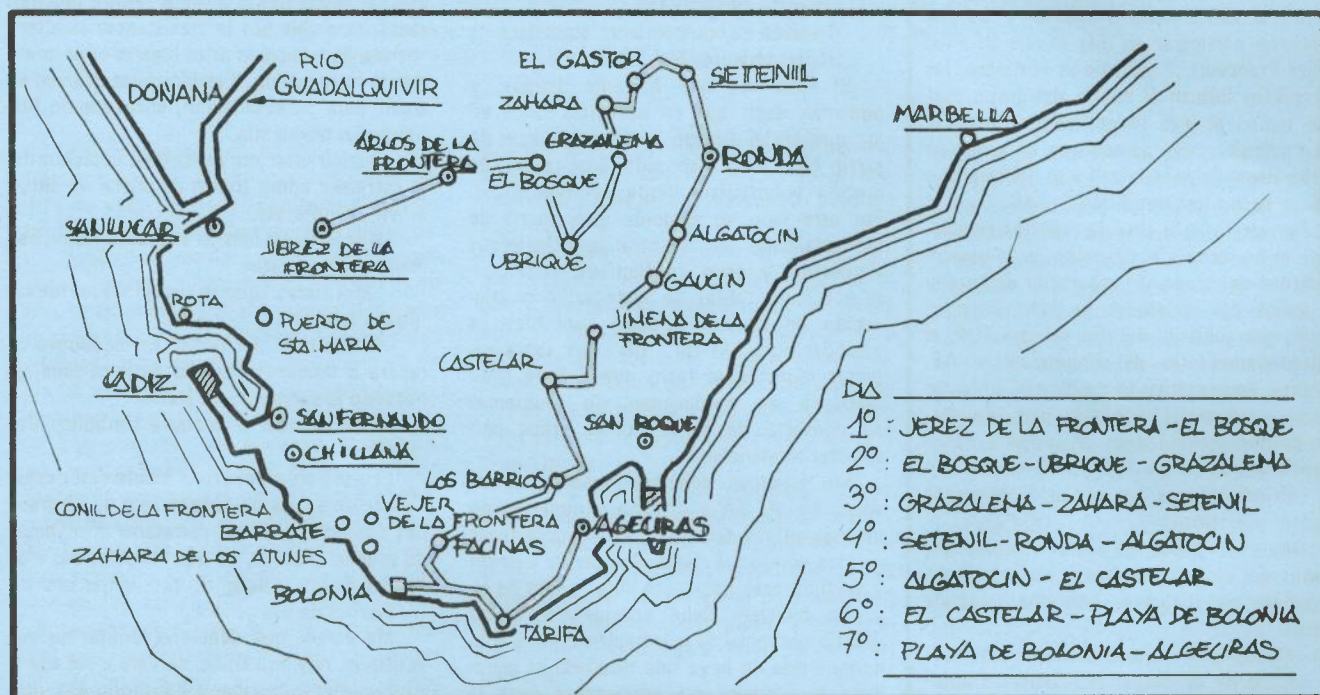 RIO
GUADALQUIVIR
DOÑANA
EL GASTOR
SETENIL
ZAHARA
MARBELLA
ARCOS DE LA
FRONTERA
GRAZALEMA
RONDA
EL BOSQUE
SANLUCAR
JEREZ DE LA
FRONTERA
UBRIQUE
ALGATOCIN
GAUCIN
ROTA
PUERTO DE
STA. MARIA
JIMENA DE LA
FRONTERA
CASTELAR
CADIZ
SAN FERNANDO
SAN ROQUE
CHICLANA
LOS BARRIOS
CONIL DE LA FRONTERA
VEJER
DE LA FRONTERA
BARBATE
FACINAS
AGECIRAS
ZAHARA DE LOS ATUNES
BOLONIA
TARIFA
DIA
1º: JEREZ DE LA FRONTERA-EL BOSQUE
2º: EL BOSQUE-UBRIQUE-GRAZALEMA
3º: GRAZALEMA-ZAHARA-SETENIL
4º: SETENIL-RONDA-ALGATOCIN
5º: ALGATOCIN-EL CASTELAR
6º: EL CASTELAR-PLAYA DE BOLONIA
7º: PLAYA DE BOLONIA-ALGECIRAS